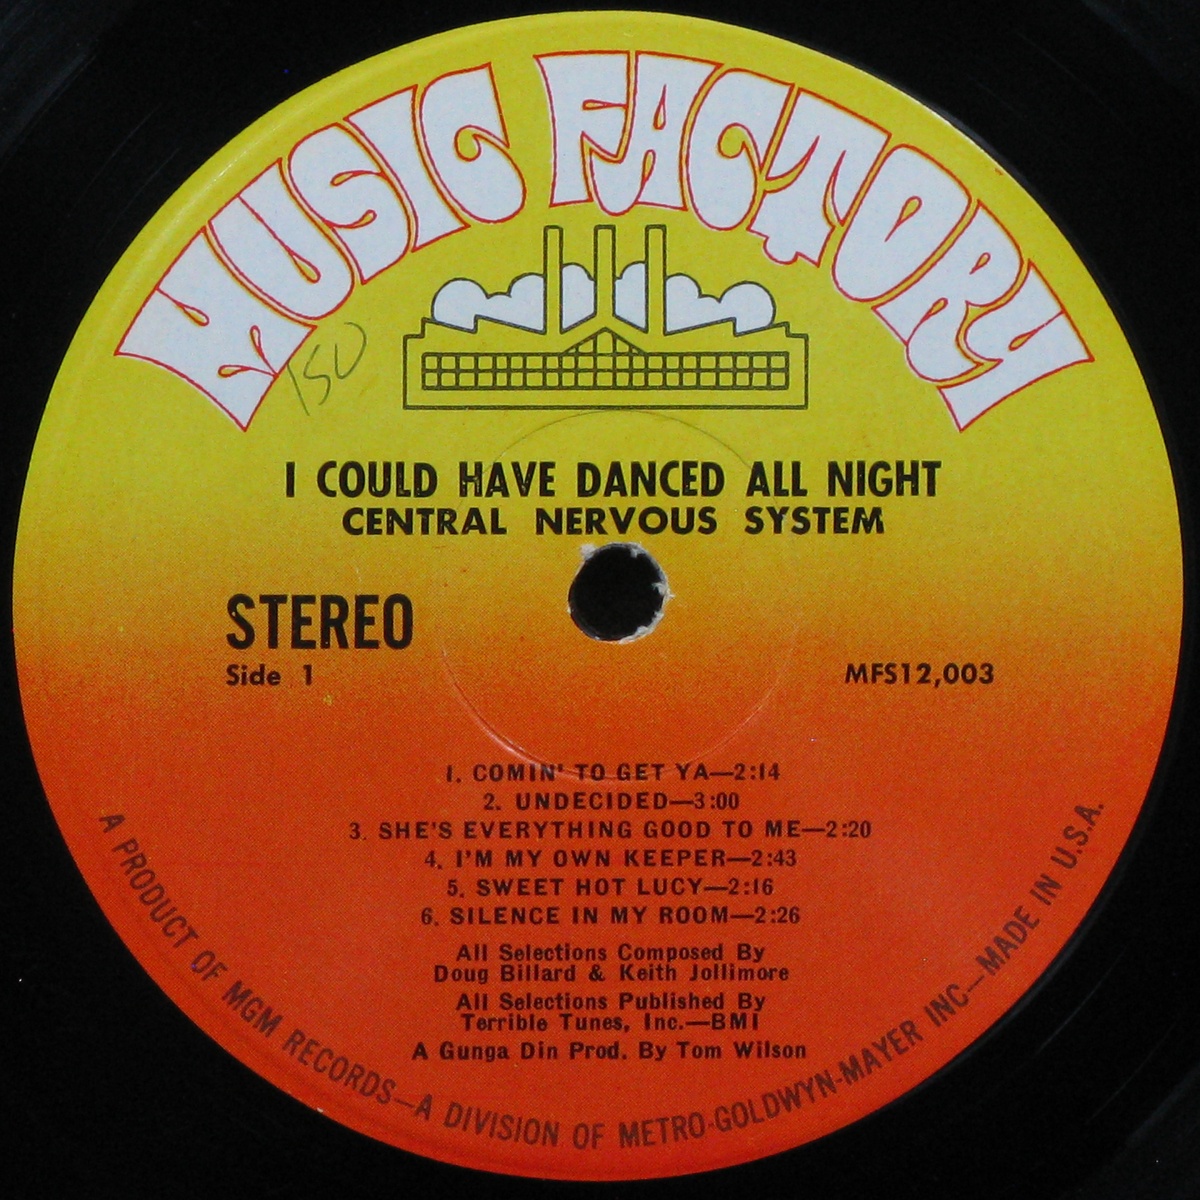 MUSIC FACTORY
150
I COULD HAVE DANCED ALL NIGHT
CENTRAL NERVOUS SYSTEM
STEREO
Side 1
MFS12,003
1. COMIN' TO GET YA—2:14
2. UNDECIDED—3:00
3. SHE'S EVERYTHING GOOD TO ME—2:20
4. I'M MY OWN KEEPER—2:43
5. SWEET HOT LUCY—2:16
6. SILENCE IN MY ROOM—2:26
All Selections Composed By
Doug Billard & Keith Jollimore
All Selections Published By
Terrible Tunes, Inc.—BMI
A Gunga Din Prod. By Tom Wilson
A PRODUCT OF MGM RECORDS—A DIVISION OF METRO-GOLDWYN-MAYER INC—MADE IN U.S.A.